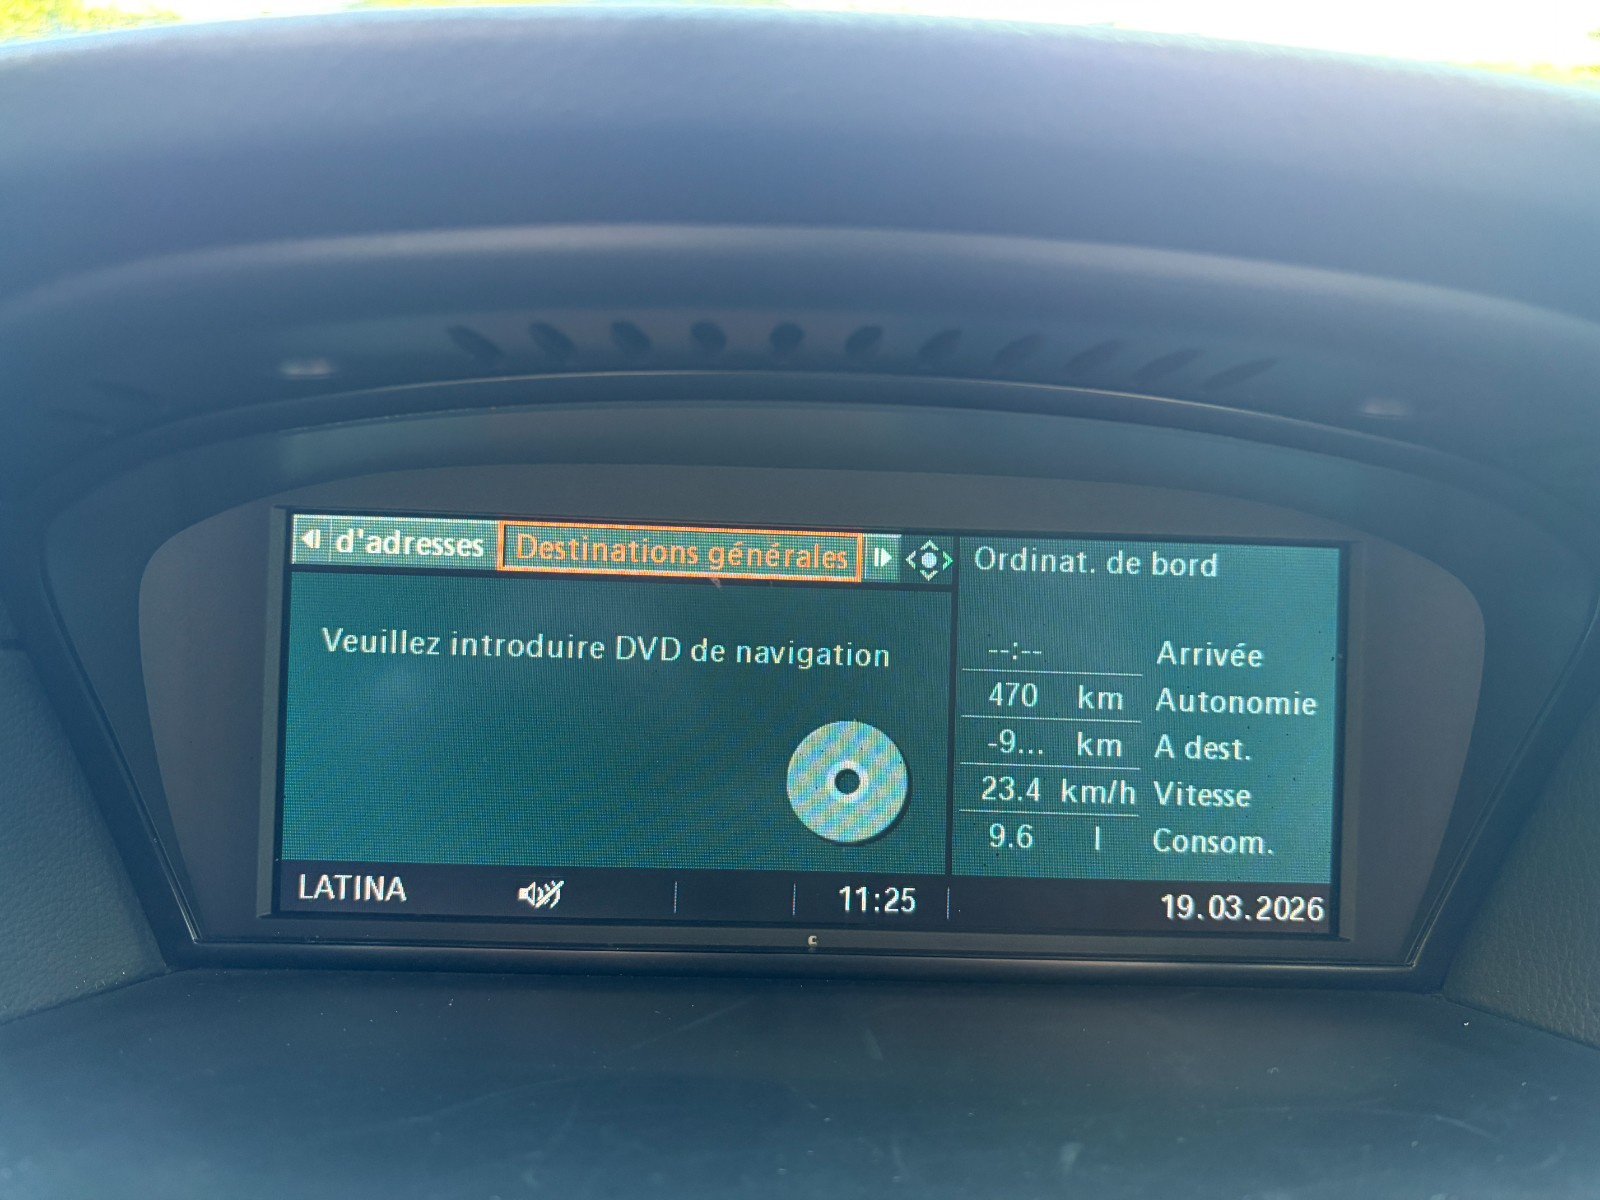 d'adresses Destinations générales
Veuillez introduire DVD de navigation
Ordinat. de bord
--:-- Arrivée
470 km Autonomie
-9... km A dest.
23.4 km/h Vitesse
9.6 l Consom.
LATINA 11:25 19.03.2026